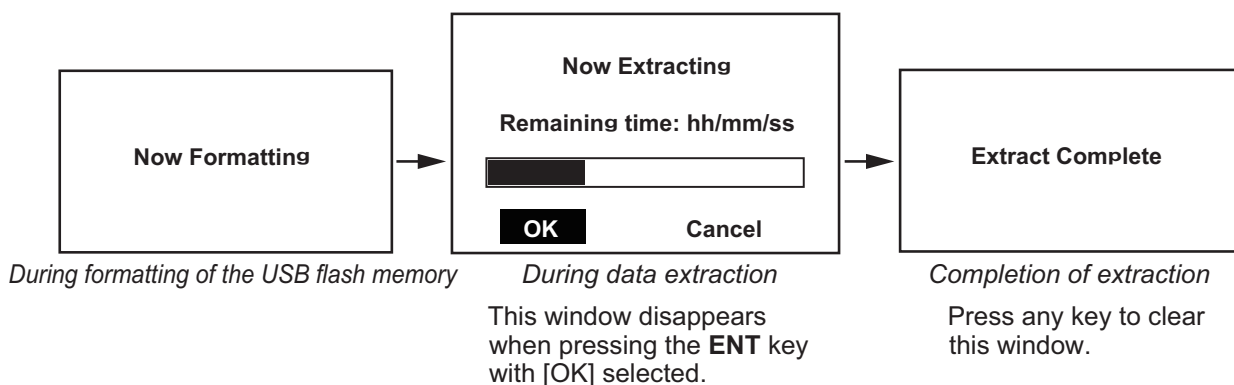 Now Formatting
During formatting of the USB flash memory
Now Extracting
Remaining time: hh/mm/ss
OK Cancel
During data extraction
This window disappears
when pressing the ENT key
with [OK] selected.
Extract Complete
Completion of extraction
Press any key to clear
this window.